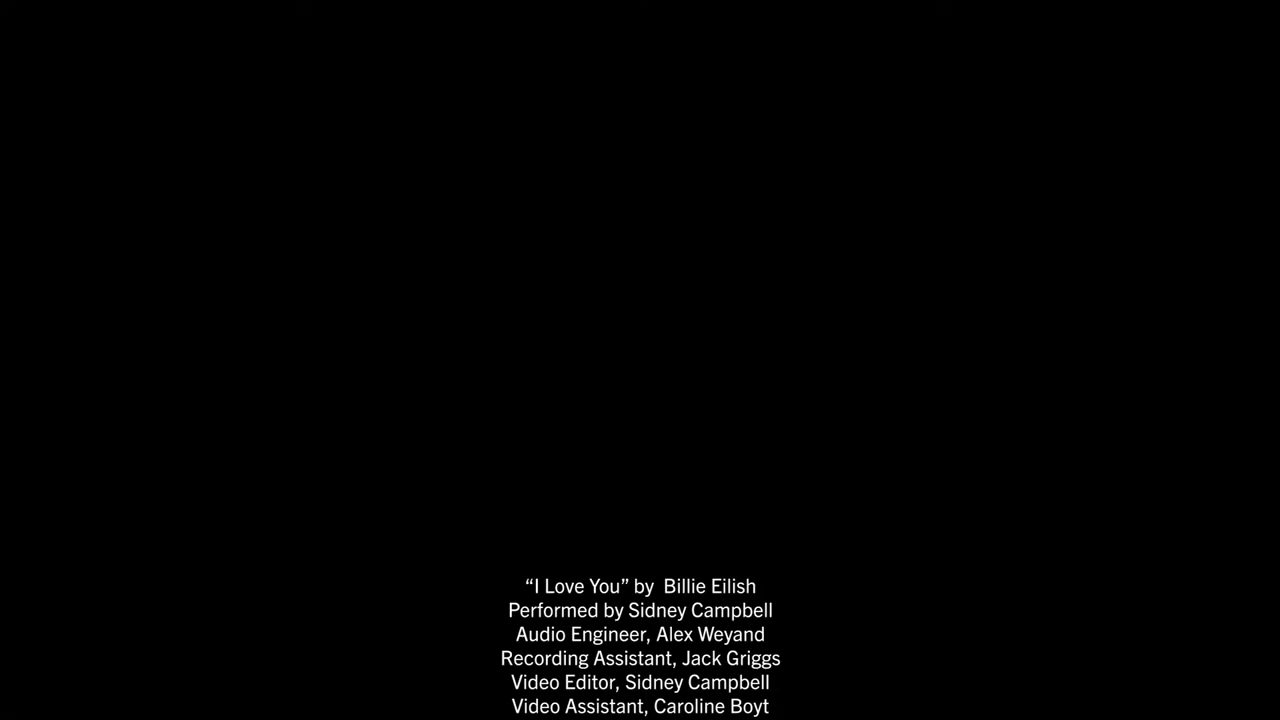 “I Love You” by  Billie Eilish
Performed by Sidney Campbell
Audio Engineer, Alex Weyand
Recording Assistant, Jack Griggs
Video Editor, Sidney Campbell
Video Assistant, Caroline Boyt